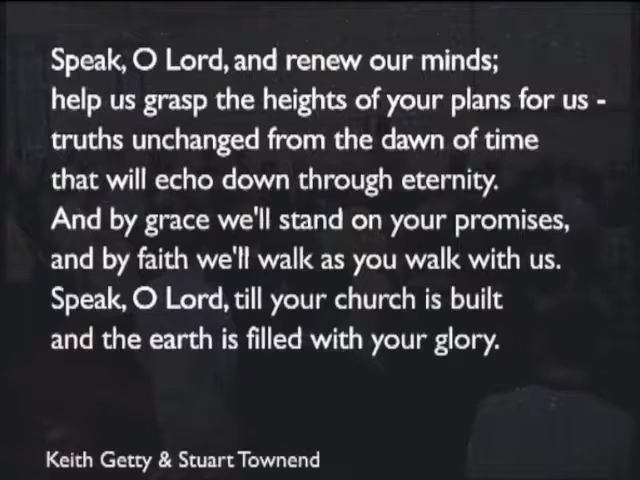 Speak, O Lord, and renew our minds;
help us grasp the heights of your plans for us -
truths unchanged from the dawn of time
that will echo down through eternity.
And by grace we'll stand on your promises,
and by faith we'll walk as you walk with us.
Speak, O Lord, till your church is built
and the earth is filled with your glory.
Keith Getty & Stuart Townend